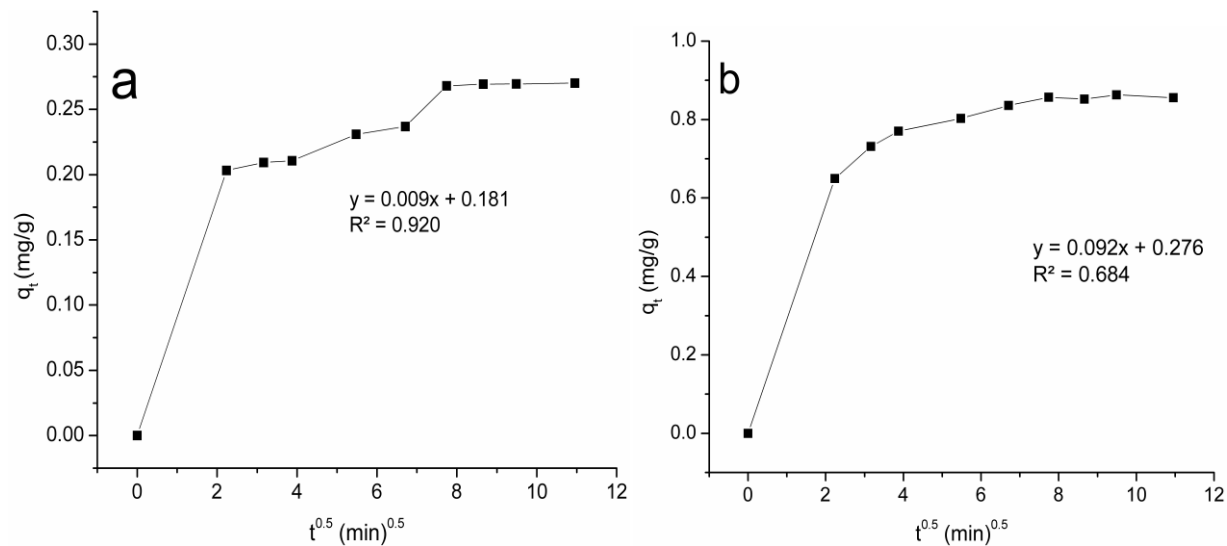 a
0.30
0.25
0.20
0.15
0.10
0.05
0.00
qt (mg/g)
y = 0.009x + 0.181
R² = 0.920
0 2 4 6 8 10 12
t^0.5 (min)^0.5
b
1.0
0.8
0.6
0.4
0.2
0.0
qt (mg/g)
y = 0.092x + 0.276
R² = 0.684
0 2 4 6 8 10 12
t^0.5 (min)^0.5